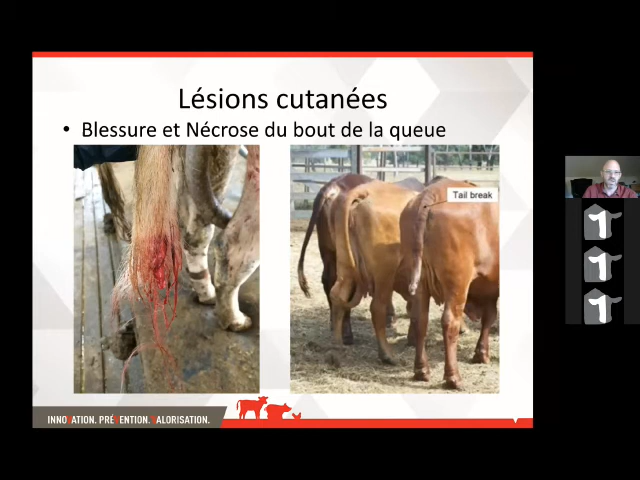 Lésions cutanées
• Blessure et Nécrose du bout de la queue
Tail break
INNOVATION. PRÉVENTION. VALORISATION.